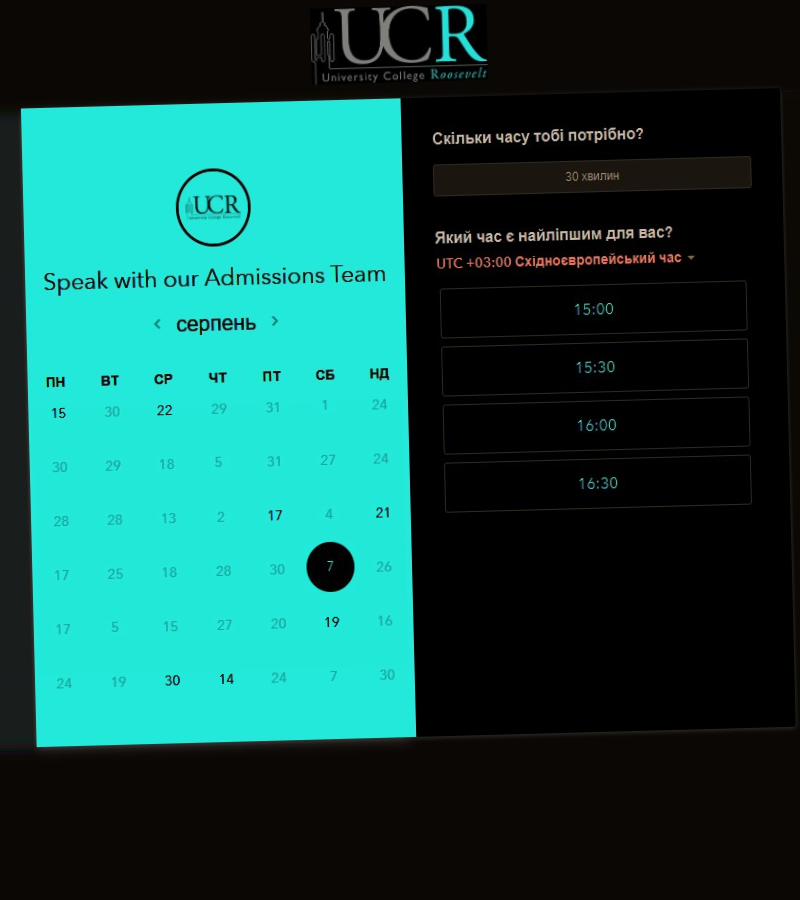 UCR
University College Roosevelt
UCR
University College Roosevelt
Speak with our Admissions Team
серпень
ПН ВТ СР ЧТ ПТ СБ НД
15 30 22 29 31 1 24
30 29 18 5 31 27 24
28 28 13 2 17 4 21
17 25 18 28 30 7 26
17 5 15 27 20 19 16
24 19 30 14 24 7 30
Скільки часу тобі потрібно?
30 хвилин
Який час є найліпшим для вас?
UTC +03:00 Східноєвропейський час
15:00
15:30
16:00
16:30